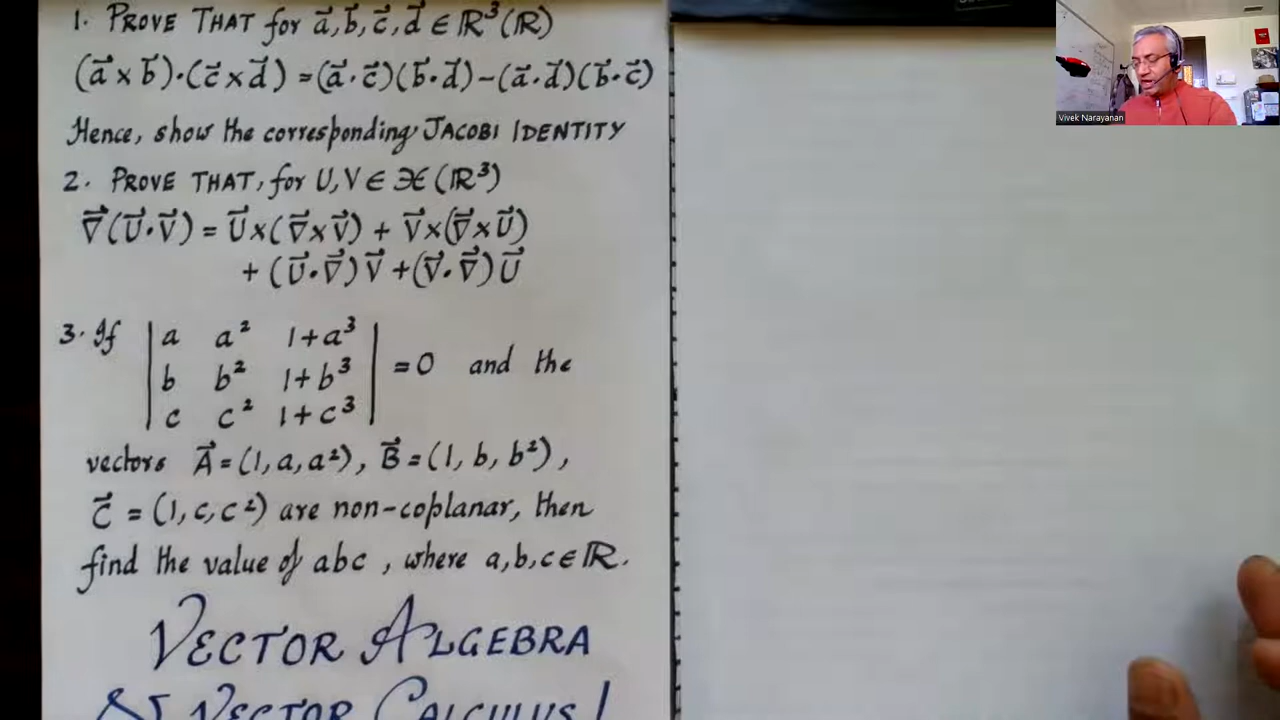 1. PROVE THAT for a⃗, b⃗, c⃗, d⃗ ∈ ℝ³(ℝ)
(a⃗ × b⃗)·(c⃗ × d⃗) = (a⃗·c⃗)(b⃗·d⃗) − (a⃗·d⃗)(b⃗·c⃗)
Hence, show the corresponding JACOBI IDENTITY
2. PROVE THAT, for U, V ∈ 𝔛(ℝ³)
∇⃗(U⃗·V⃗) = U⃗×(∇⃗×V⃗) + V⃗×(∇⃗×U⃗)
+ (U⃗·∇⃗)V⃗ + (V⃗·∇⃗)U⃗
3. If | a a² 1+a³ |
| b b² 1+b³ | = 0 and the
| c c² 1+c³ |
vectors A⃗ = (1, a, a²), B⃗ = (1, b, b²),
C⃗ = (1, c, c²) are non-coplanar, then
find the value of abc, where a, b, c ∈ ℝ.
VECTOR ALGEBRA
& VECTOR CALCULUS!
Vivek Narayanan